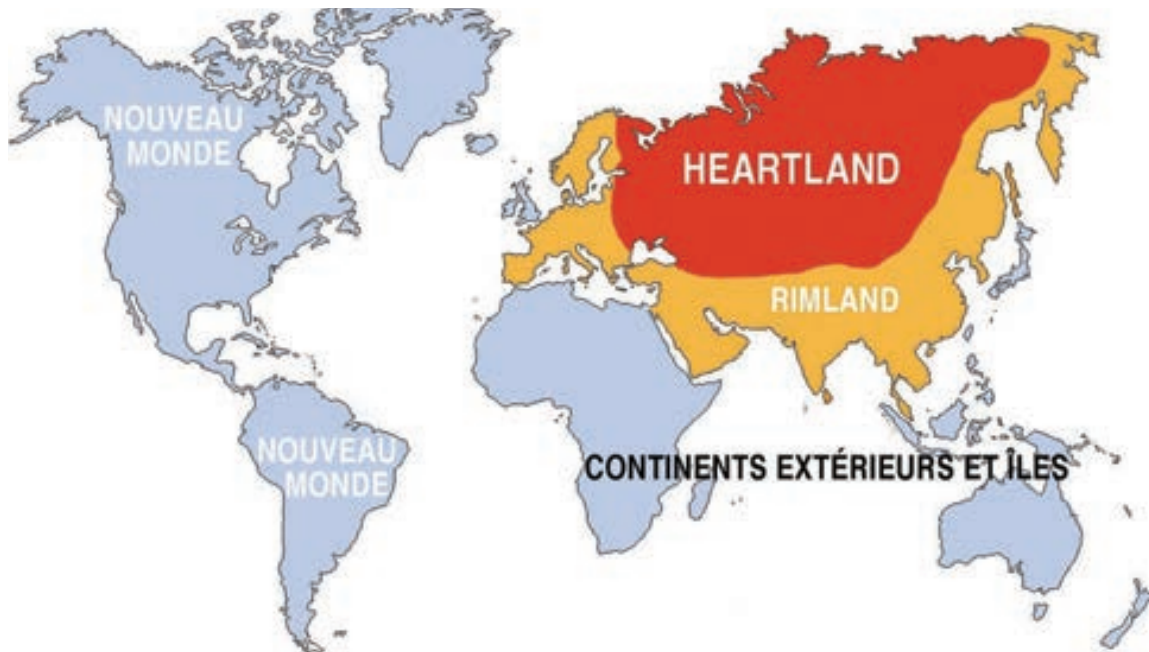 NOUVEAU
MONDE
HEARTLAND
RIMLAND
NOUVEAU
MONDE
CONTINENTS EXTÉRIEURS ET ÎLES